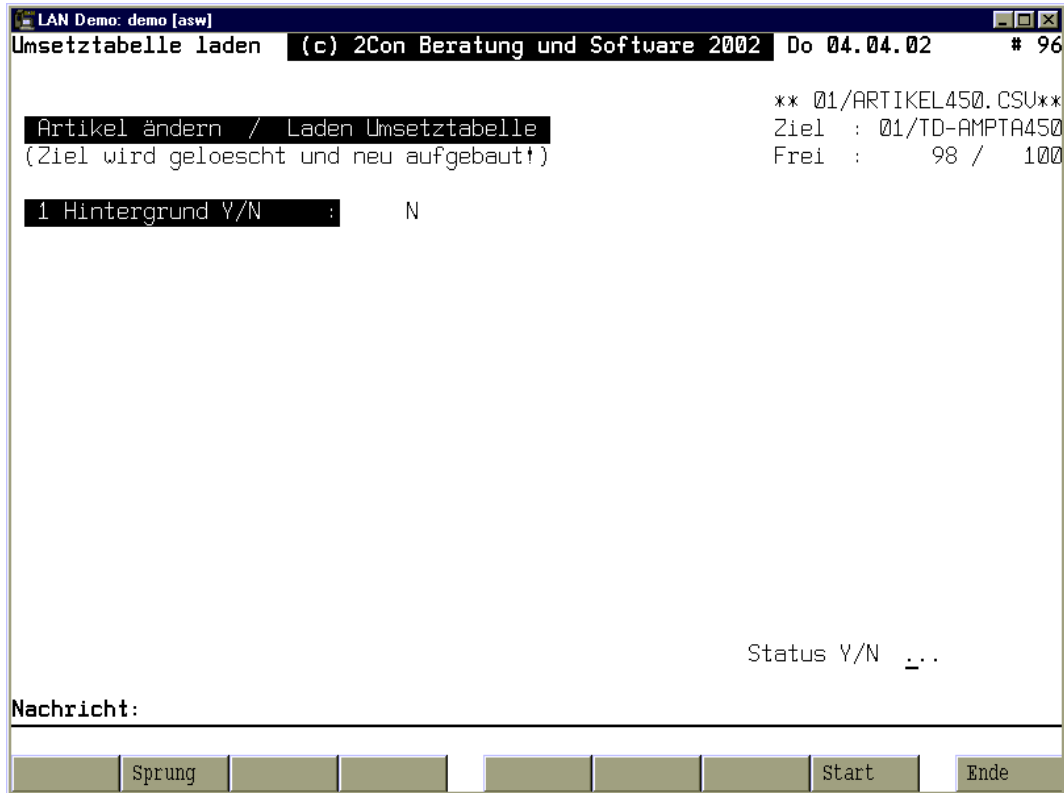 LAN Demo: demo [asw]
Umsetztabelle laden (c) 2Con Beratung und Software 2002 Do 04.04.02 # 96
** 01/ARTIKEL450.CSV**
Artikel ändern / Laden Umsetztabelle Ziel : 01/TD-AMPTA450
(Ziel wird geloescht und neu aufgebaut!) Frei : 98 / 100
1 Hintergrund Y/N : N
Status Y/N ...
Nachricht:
Sprung Start Ende